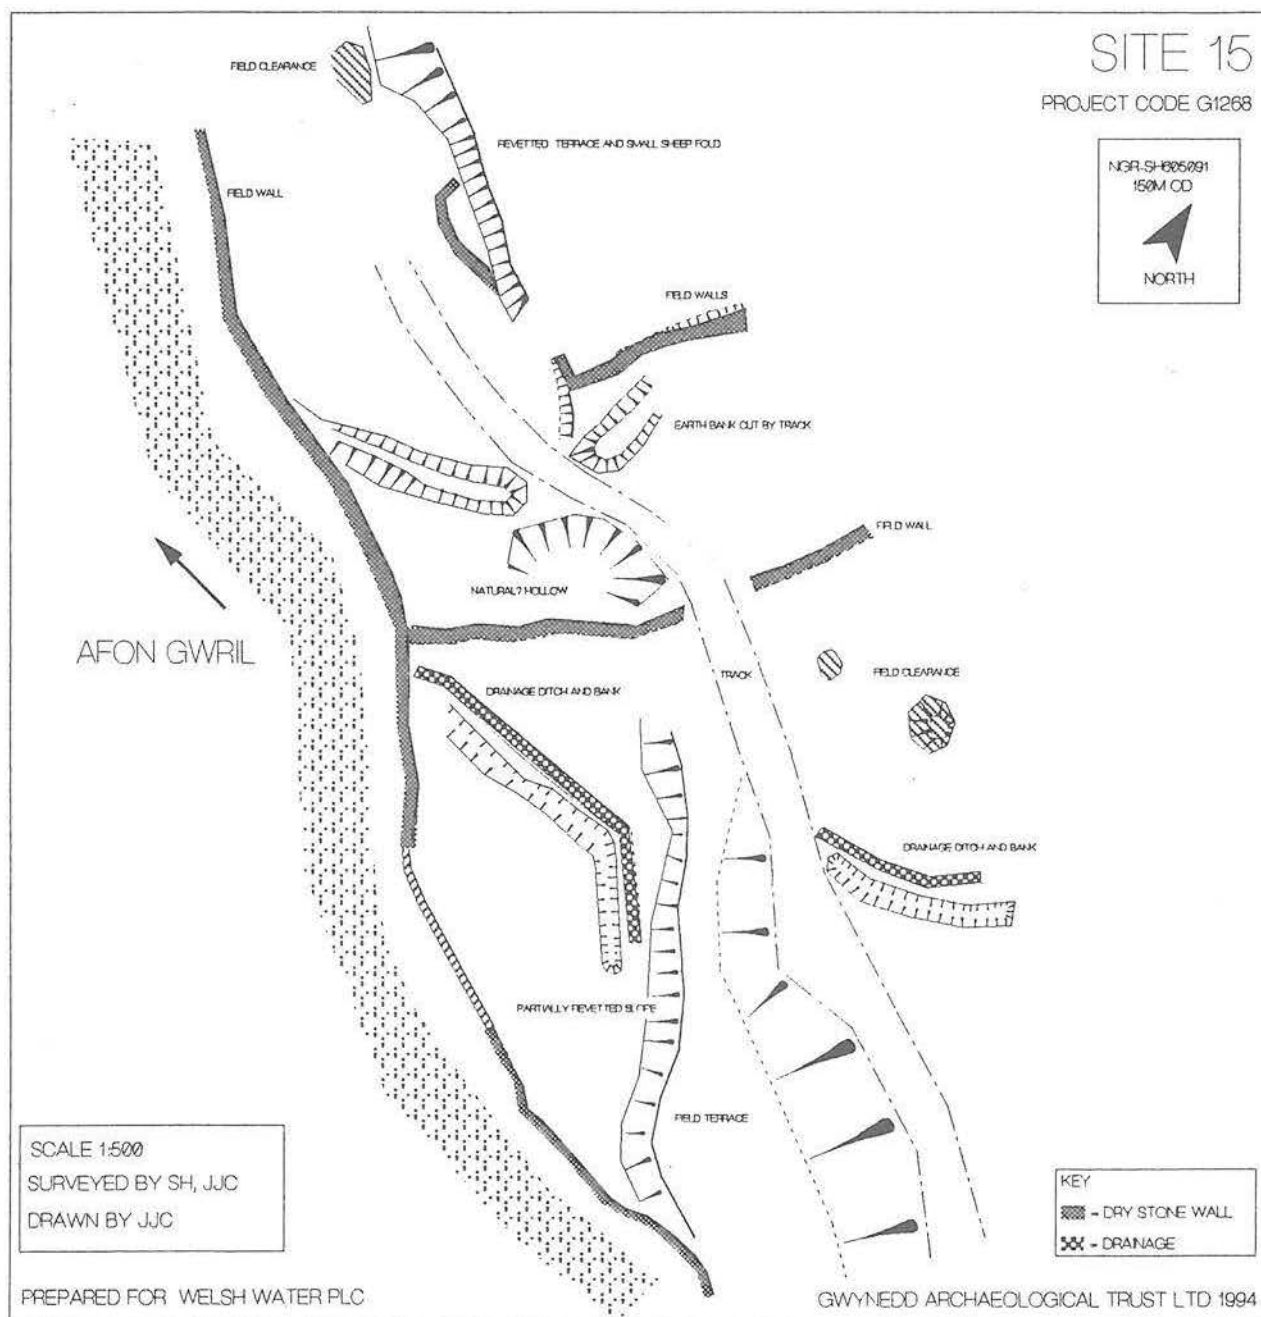 SITE 15
PROJECT CODE G1268
FIELD CLEARANCE
REVETTED TERRACE AND SMALL SHEEP FOLD
NGR-SH605091
150M OD
NORTH
FIELD WALL
FIELD WALLS
EARTH BANK CUT BY TRACK
FIELD WALL
NATURAL? HOLLOW
AFON GWRIL
TRACK
FIELD CLEARANCE
DRAINAGE DITCH AND BANK
DRAINAGE DITCH AND BANK
PARTIALLY REVETTED SLOPE
FIELD TERRACE
SCALE 1:500
SURVEYED BY SH, JJC
DRAWN BY JJC
KEY
- DRY STONE WALL
- DRAINAGE
PREPARED FOR WELSH WATER PLC
GWYNEDD ARCHAEOLOGICAL TRUST LTD 1994